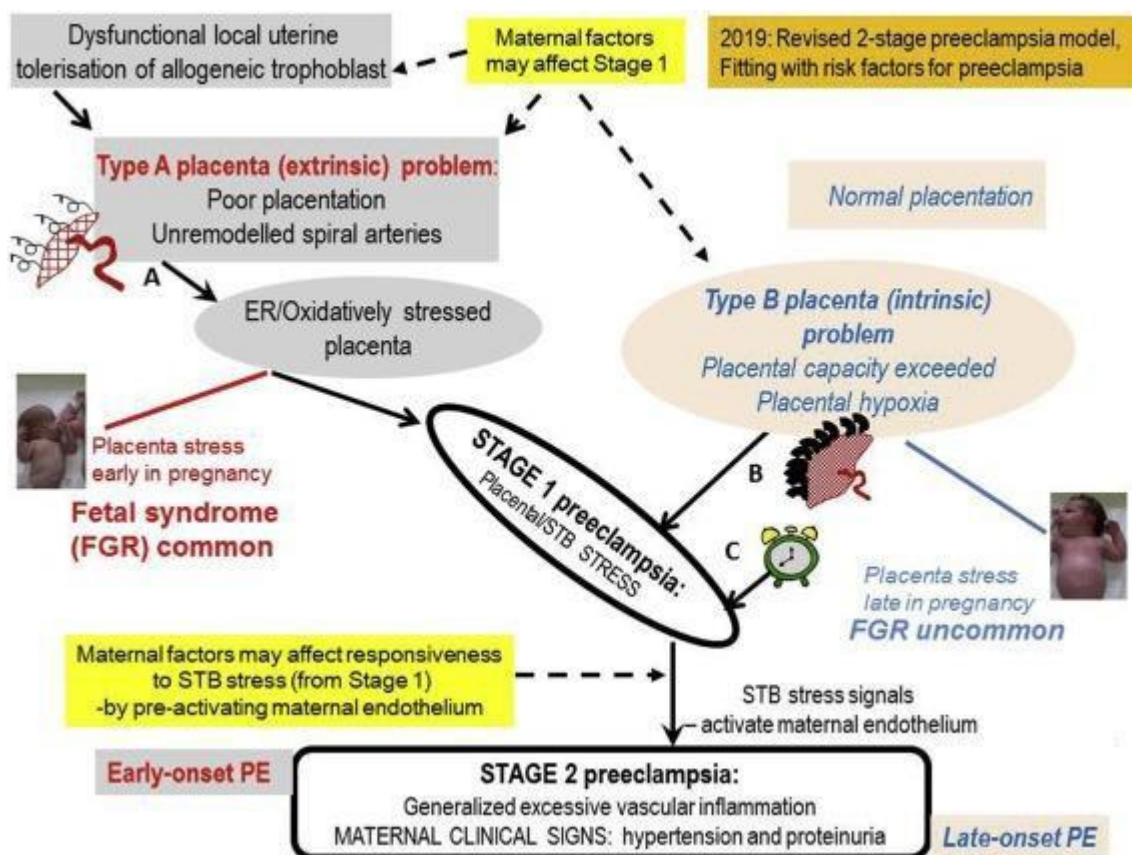 Dysfunctional local uterine
tolerisation of allogeneic trophoblast
Maternal factors
may affect Stage 1
2019: Revised 2-stage preeclampsia model,
Fitting with risk factors for preeclampsia
Type A placenta (extrinsic) problem:
Poor placentation
Unremodelled spiral arteries
Normal placentation
A
ER/Oxidatively stressed
placenta
Type B placenta (intrinsic)
problem
Placental capacity exceeded
Placental hypoxia
Placenta stress
early in pregnancy
Fetal syndrome
(FGR) common
STAGE 1 preeclampsia:
Placental/STB STRESS
B
C
Placenta stress
late in pregnancy
FGR uncommon
Maternal factors may affect responsiveness
to STB stress (from Stage 1)
-by pre-activating maternal endothelium
STB stress signals
– activate maternal endothelium
Early-onset PE
STAGE 2 preeclampsia:
Generalized excessive vascular inflammation
MATERNAL CLINICAL SIGNS: hypertension and proteinuria
Late-onset PE